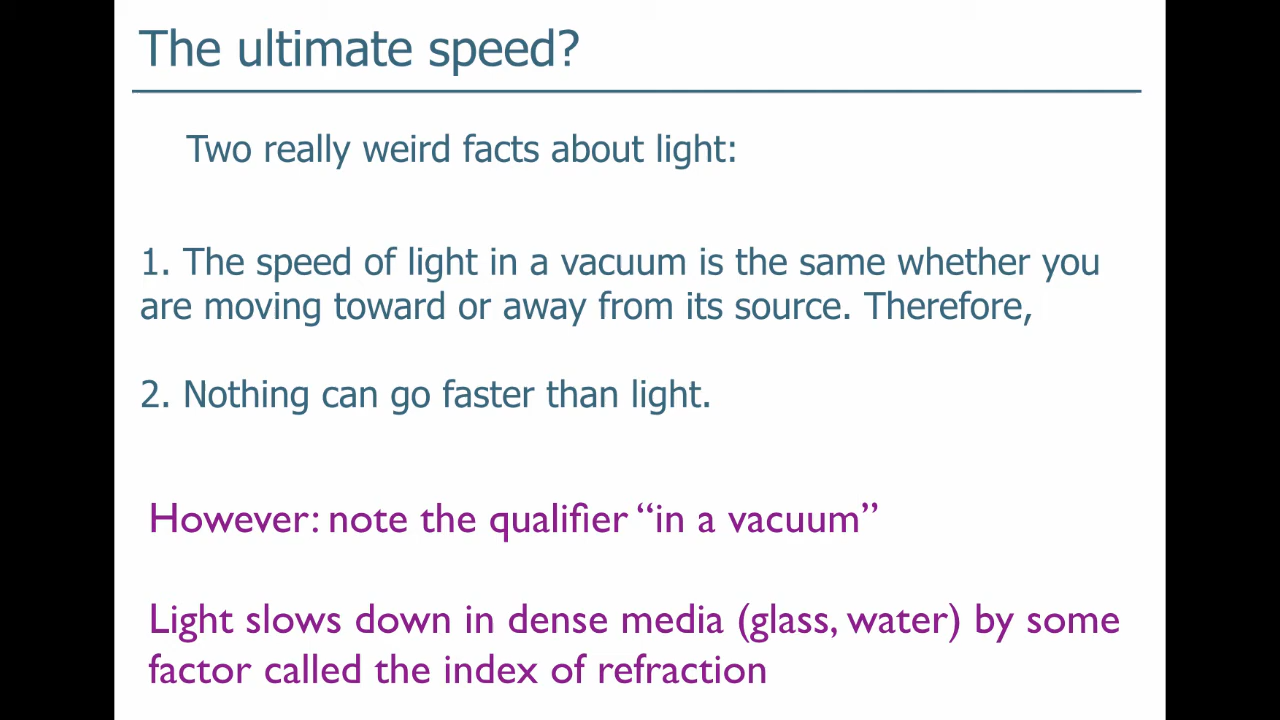 The ultimate speed?
Two really weird facts about light:
1. The speed of light in a vacuum is the same whether you
are moving toward or away from its source. Therefore,
2. Nothing can go faster than light.
However: note the qualifier “in a vacuum”
Light slows down in dense media (glass, water) by some
factor called the index of refraction